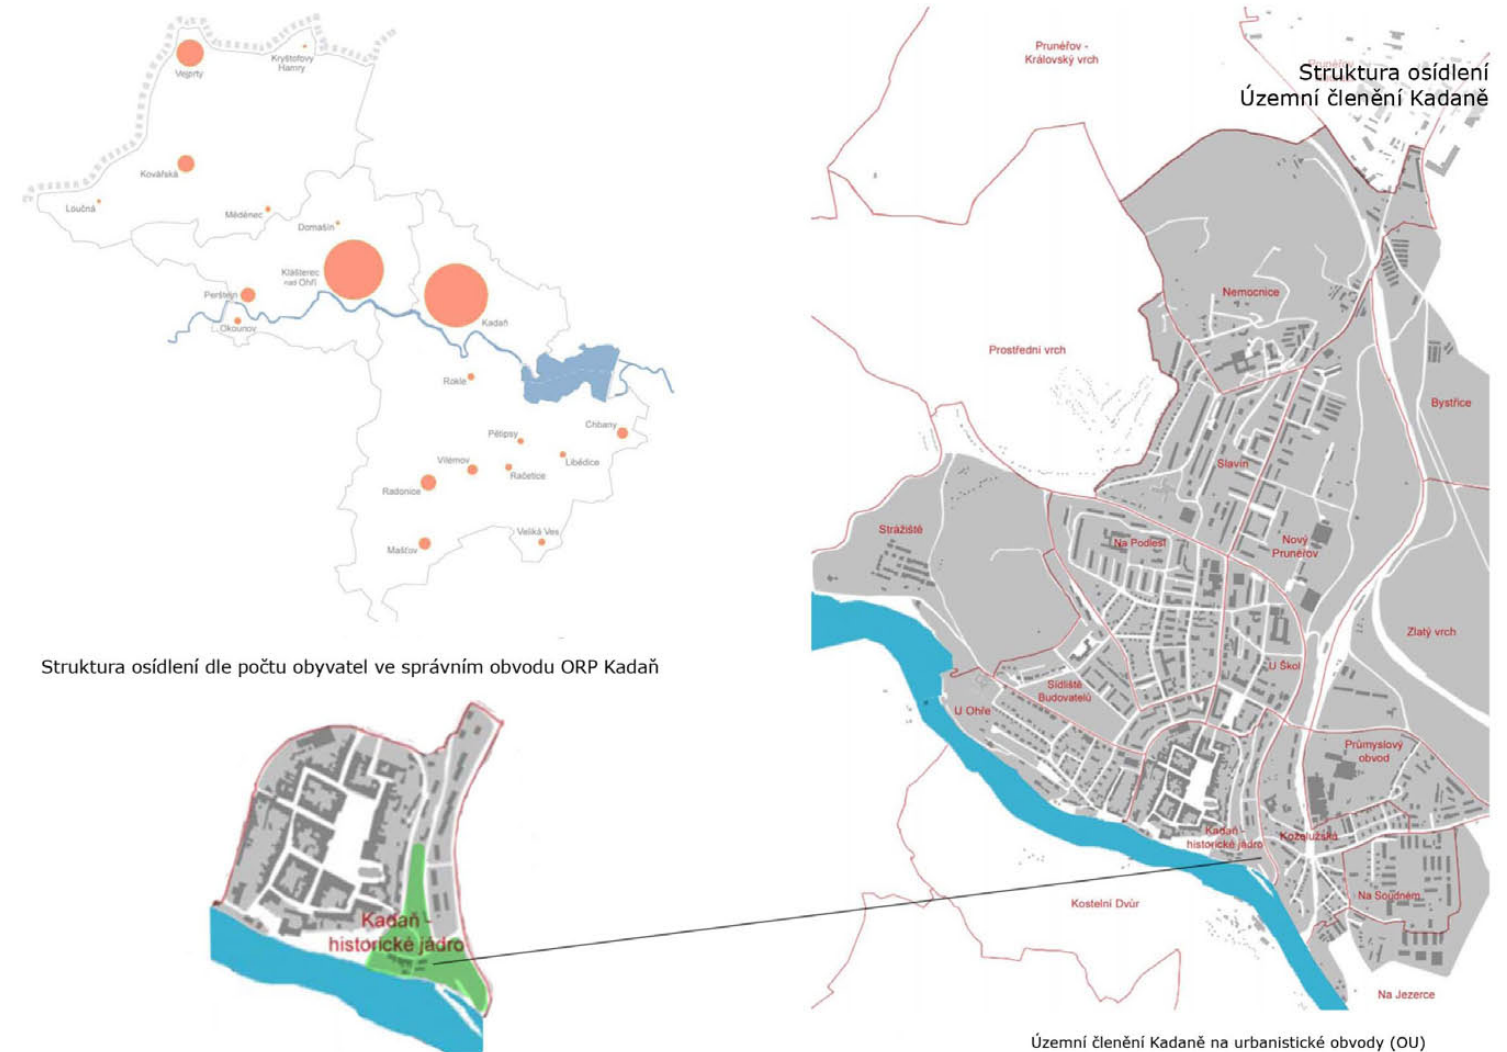 Struktura osídlení
Územní členění Kadaně
Vejprty
Kryštofovy
Hamry
Kovářská
Loučná
Měděnec
Domašín
Klášterec
nad Ohří
Perštejn
Okounov
Kadaň
Rokle
Chbany
Pětipsy
Vilémov
Libědice
Račetice
Radonice
Veliká Ves
Mašťov
Struktura osídlení dle počtu obyvatel ve správním obvodu ORP Kadaň
Kadaň -
historické jádro
Prunéřov -
Královský vrch
Nemocnice
Prostřední vrch
Bystřice
Slavín
Strážiště
Na Podlesí
Nový
Prunéřov
Zlatý vrch
U Škol
Sídliště
Budovatelů
U Ohře
Průmyslový
obvod
Kadaň -
historické jádro
Koželužská
Na Soudném
Kostelní Dvůr
Na Jezerce
Územní členění Kadaně na urbanistické obvody (OU)